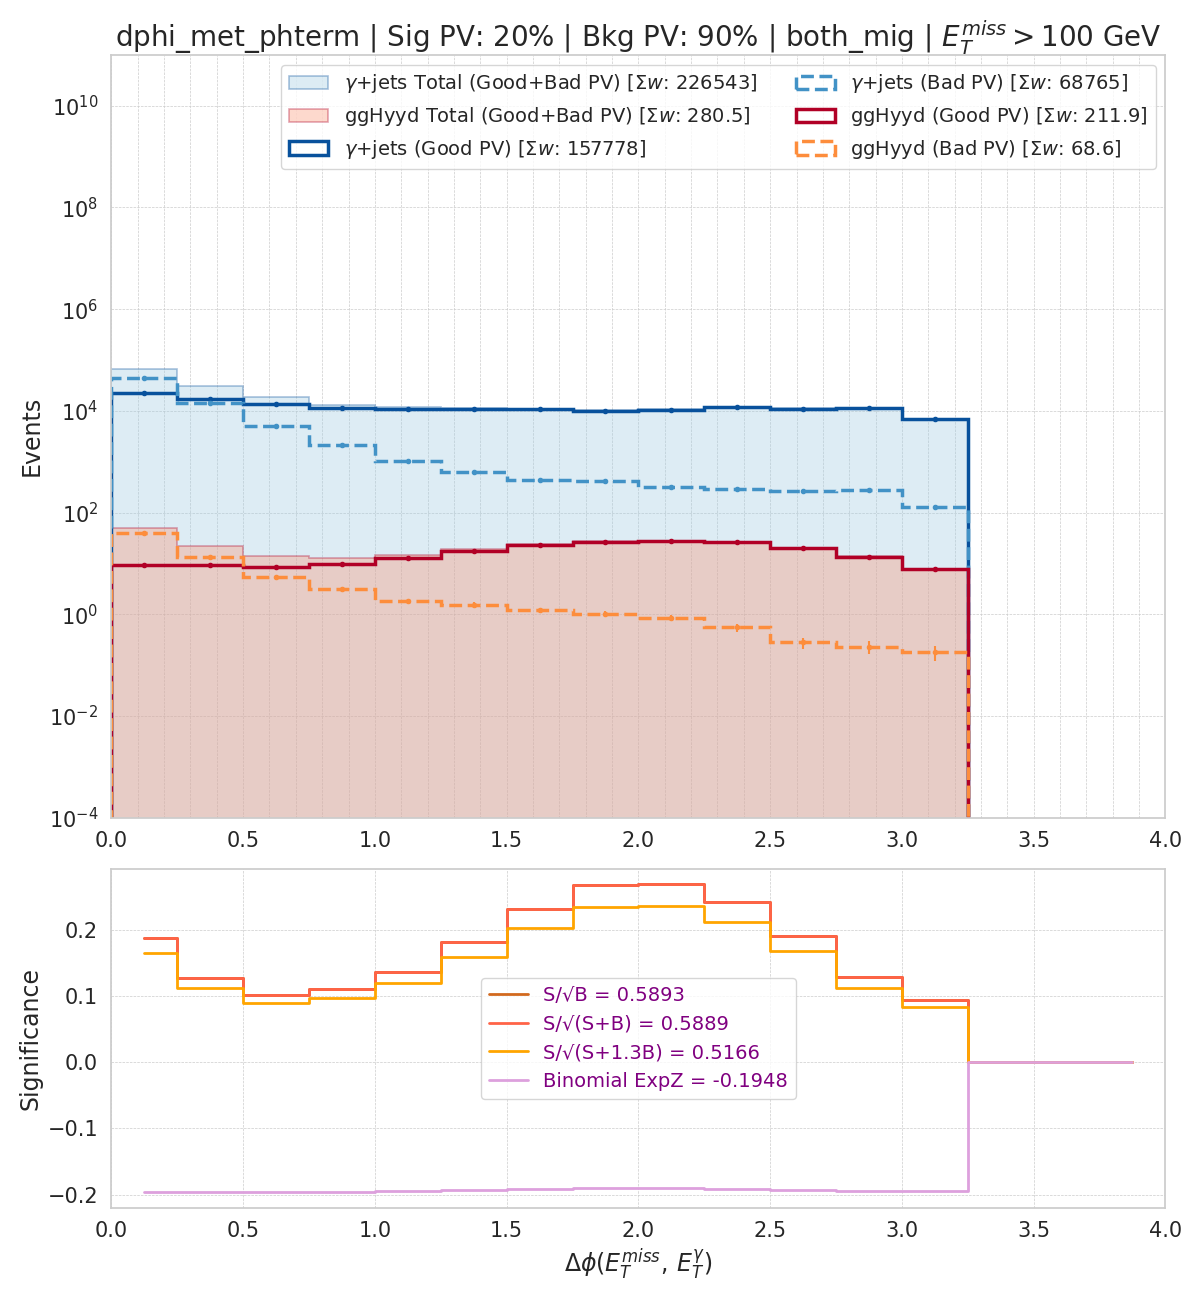 dphi_met_phterm | Sig PV: 20% | Bkg PV: 90% | both_mig | $E_T^{miss} > 100$ GeV
γ+jets Total (Good+Bad PV) [Σw: 226543]
ggHyyd Total (Good+Bad PV) [Σw: 280.5]
γ+jets (Good PV) [Σw: 157778]
γ+jets (Bad PV) [Σw: 68765]
ggHyyd (Good PV) [Σw: 211.9]
ggHyyd (Bad PV) [Σw: 68.6]
Events
10^{10}
10^8
10^6
10^4
10^2
10^0
10^{−2}
10^{−4}
0.0 0.5 1.0 1.5 2.0 2.5 3.0 3.5 4.0
Significance
0.2
0.1
0.0
−0.1
−0.2
S/√B = 0.5893
S/√(S+B) = 0.5889
S/√(S+1.3B) = 0.5166
Binomial ExpZ = -0.1948
0.0 0.5 1.0 1.5 2.0 2.5 3.0 3.5 4.0
$Δϕ(E_T^{miss}, E_T^γ)$